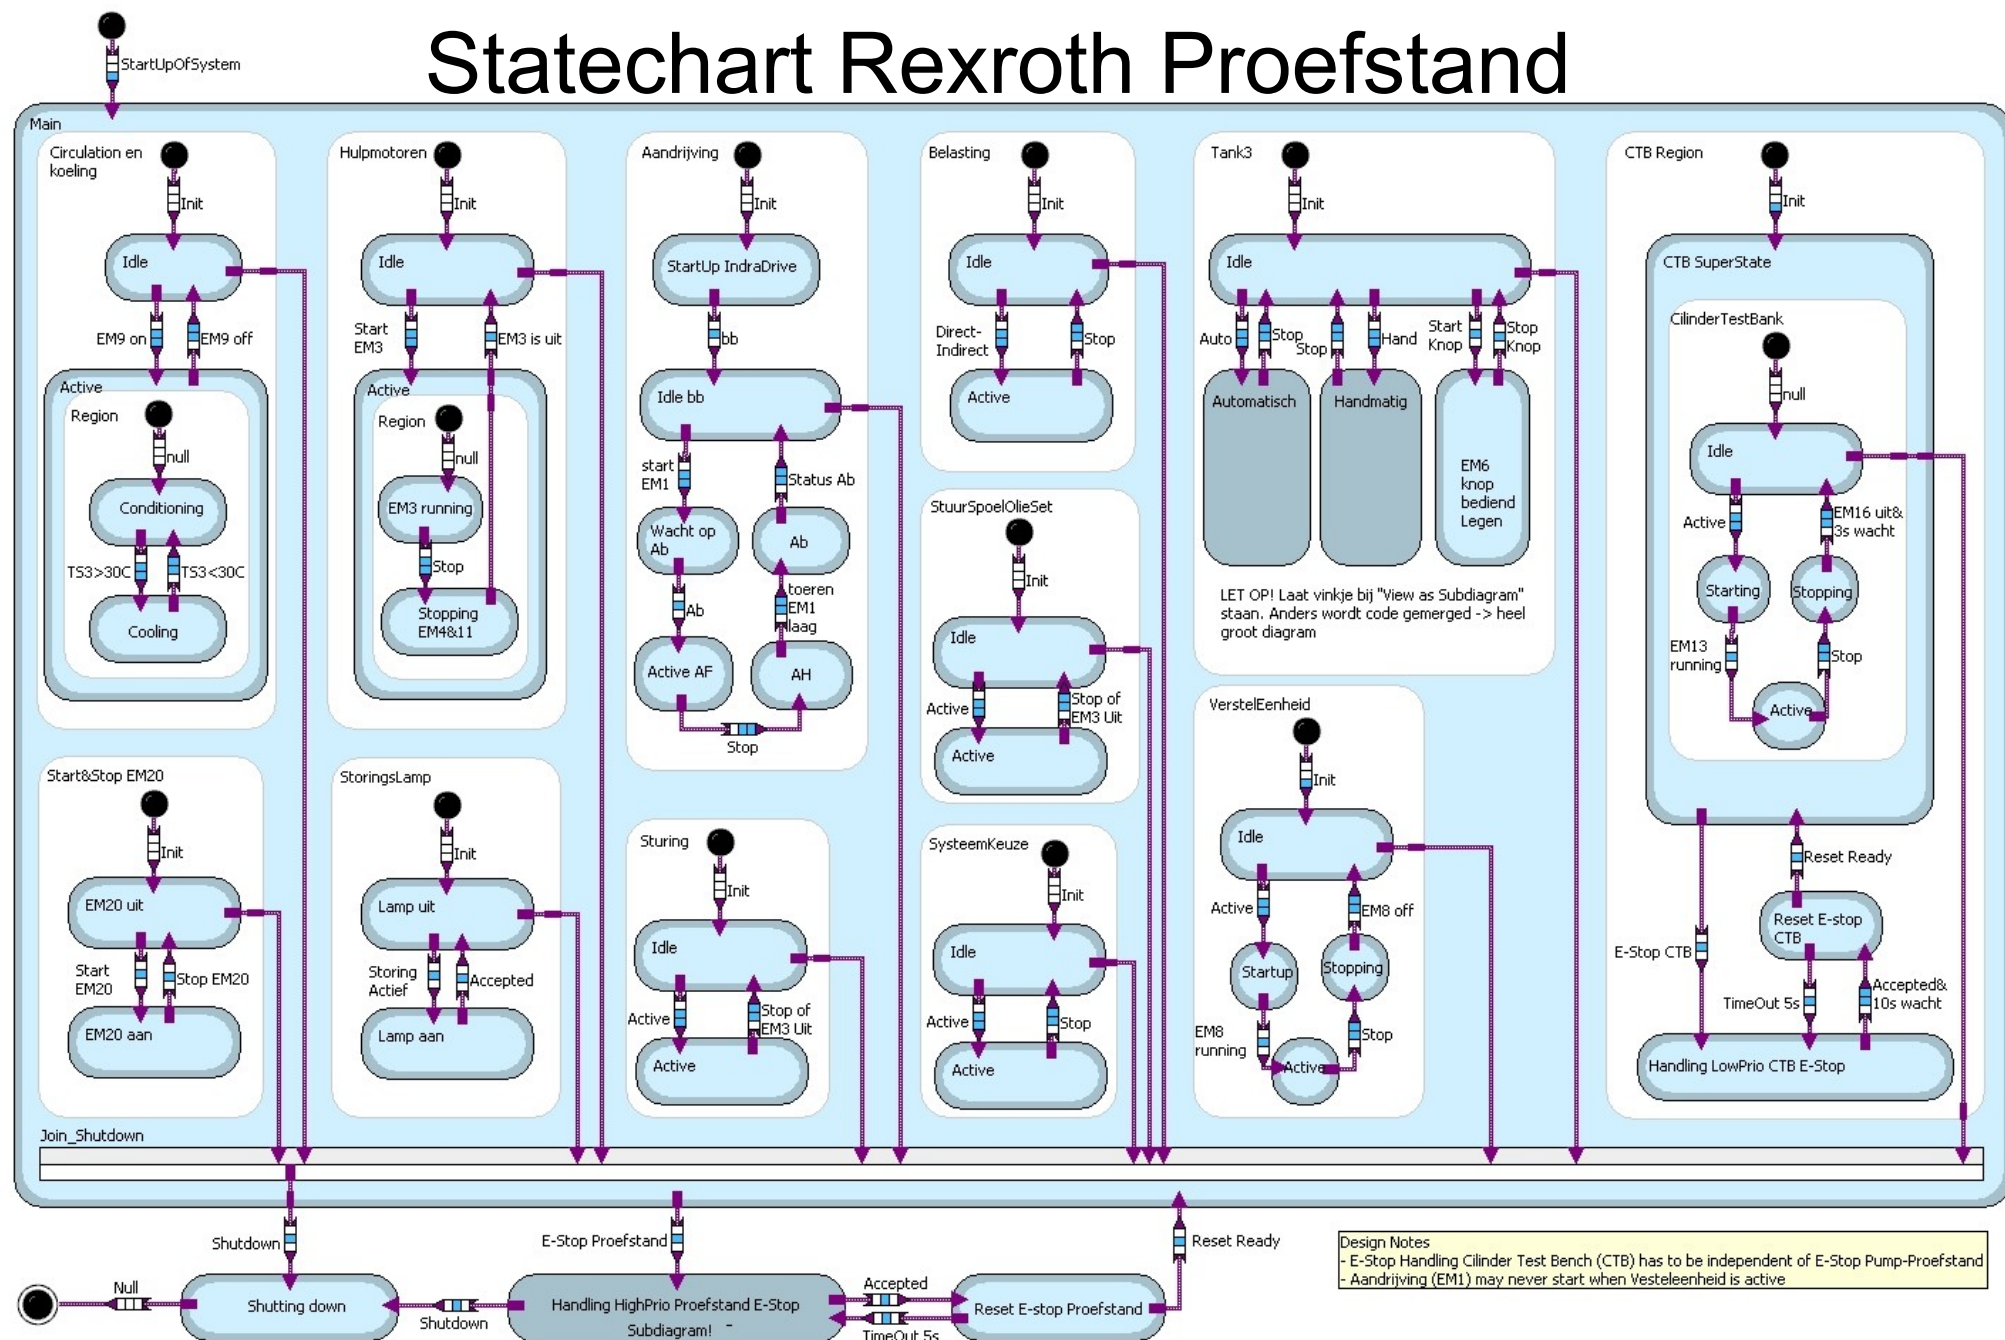 Statechart Rexroth Proefstand
StartUpOfSystem
Main
Circulation en
koeling
Init
Idle
EM9 on
EM9 off
Active
Region
null
Conditioning
TS3>30C
TS3<30C
Cooling
Hulpmotoren
Init
Idle
Start
EM3
EM3 is uit
Active
Region
null
EM3 running
Stop
Stopping
EM4&11
Aandrijving
Init
StartUp IndraDrive
bb
Idle bb
start
EM1
Status Ab
Wacht op
Ab
Ab
Ab
toeren
EM1
laag
Active AF
AH
Stop
Belasting
Init
Idle
Direct-
Indirect
Stop
Active
StuurSpoelOlieSet
Init
Idle
Active
Stop of
EM3 Uit
Active
Tank3
Init
Idle
Auto
Stop
Stop
Hand
Start
Knop
Stop
Knop
Automatisch
Handmatig
EM6
knop
bediend
Legen
LET OP! Laat vinkje bij "View as Subdiagram"
staan. Anders wordt code gemerged -> heel
groot diagram
CTB Region
Init
CTB SuperState
CilinderTestBank
null
Idle
Active
EM16 uit&
3s wacht
Starting
Stopping
EM13
running
Stop
Active
Reset Ready
Reset E-stop
CTB
E-Stop CTB
TimeOut 5s
Accepted&
10s wacht
Handling LowPrio CTB E-Stop
Start&Stop EM20
Init
EM20 uit
Start
EM20
Stop EM20
EM20 aan
StoringsLamp
Init
Lamp uit
Storing
Actief
Accepted
Lamp aan
Sturing
Init
Idle
Active
Stop of
EM3 Uit
Active
SysteemKeuze
Init
Idle
Active
Stop
Active
VerstelEenheid
Init
Idle
Active
EM8 off
Startup
Stopping
EM8
running
Stop
Active
Join_Shutdown
Shutdown
E-Stop Proefstand
Reset Ready
Null
Shutting down
Shutdown
Handling HighPrio Proefstand E-Stop
Subdiagram!
Accepted
TimeOut 5s
Reset E-stop Proefstand
Design Notes
- E-Stop Handling Cilinder Test Bench (CTB) has to be independent of E-Stop Pump-Proefstand
- Aandrijving (EM1) may never start when Vesteleenheid is active